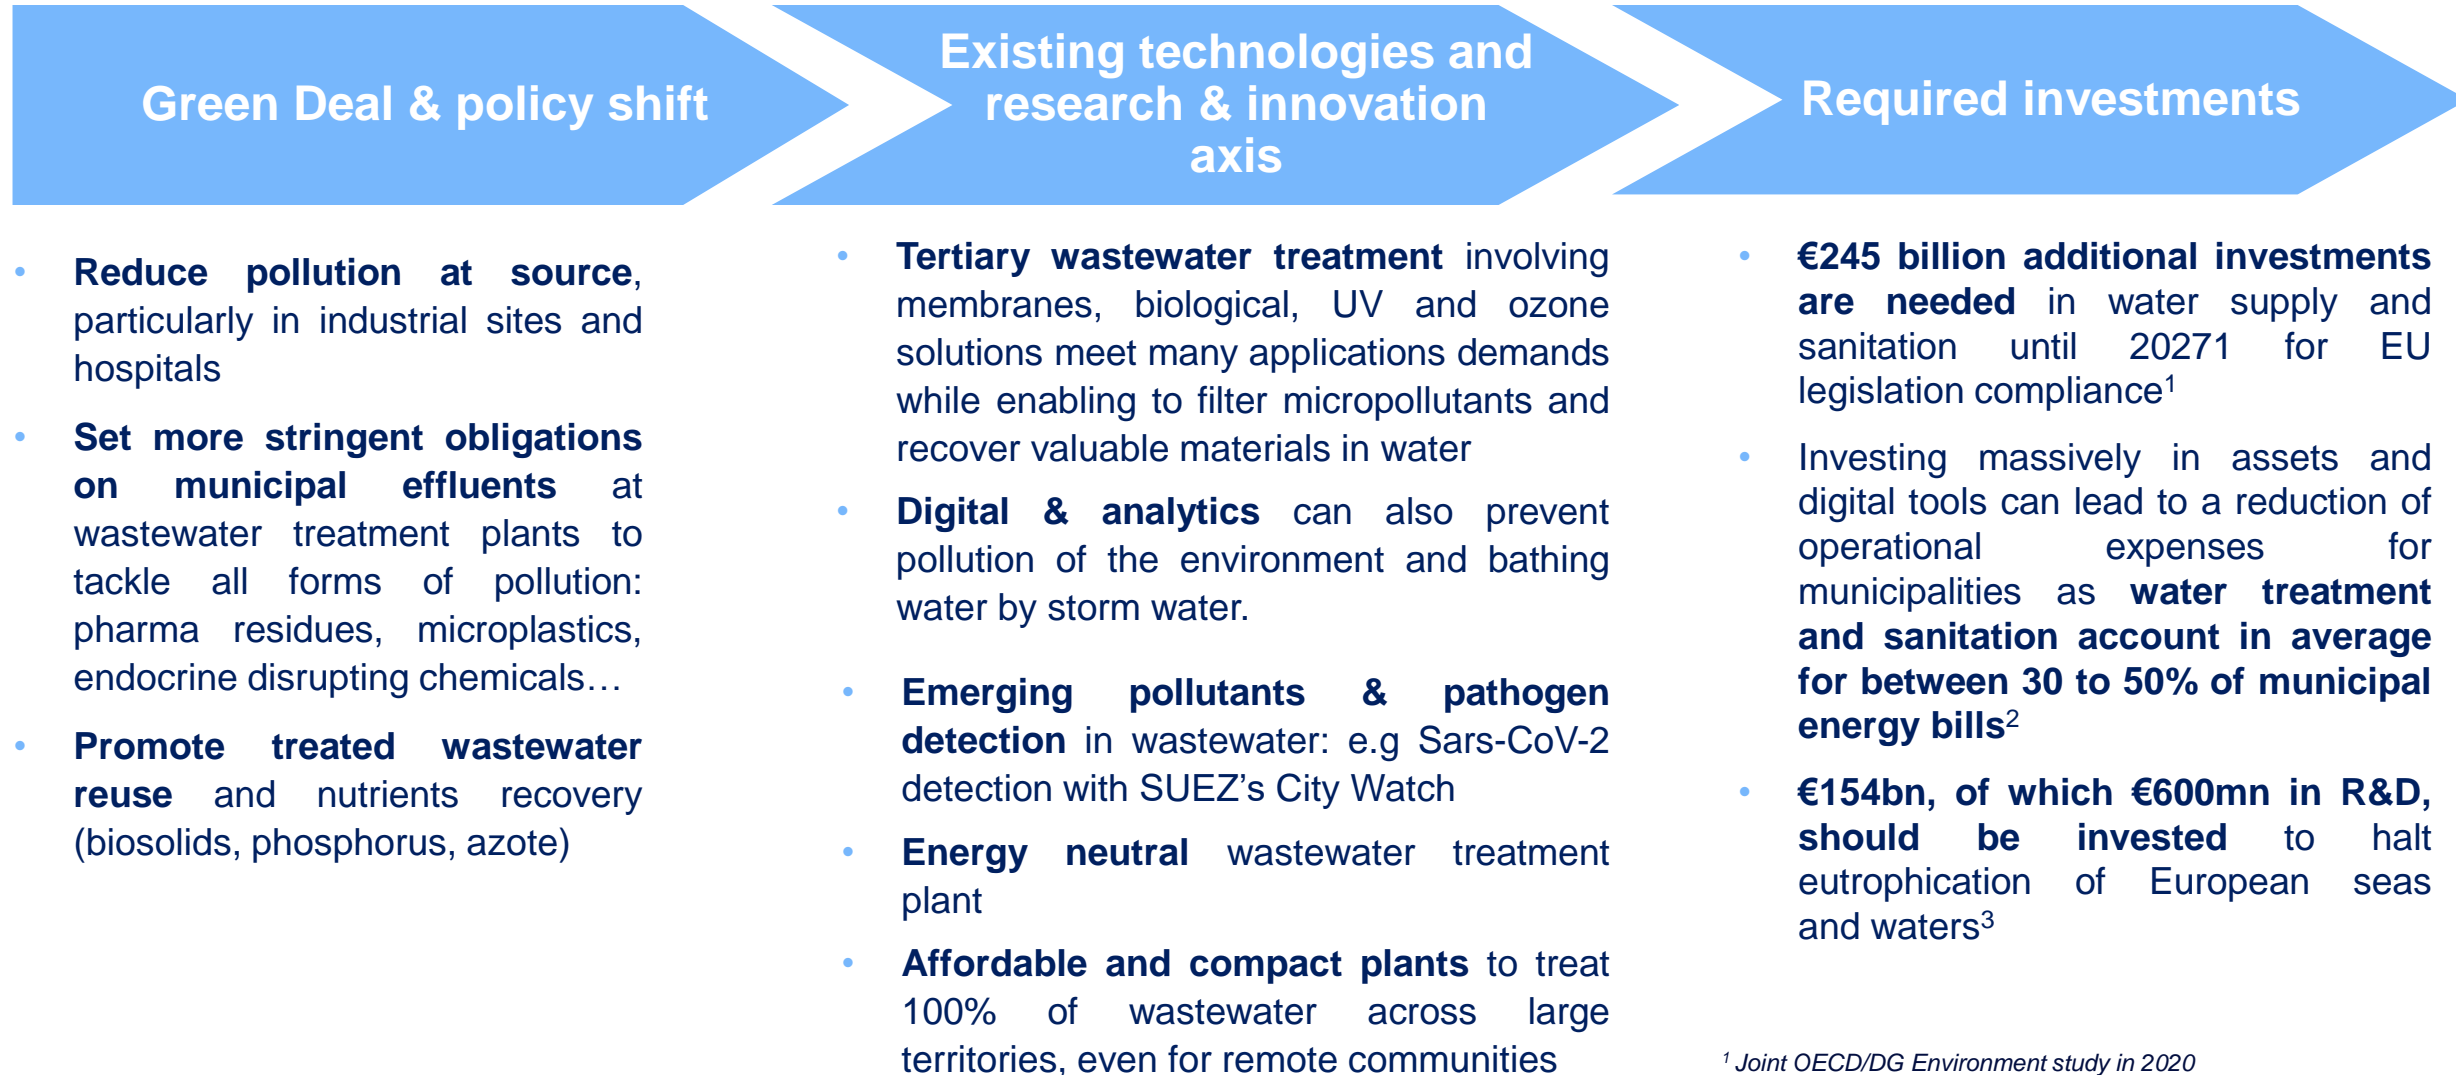 Green Deal & policy shift
• Reduce pollution at source,
particularly in industrial sites and
hospitals
• Set more stringent obligations
on municipal effluents at
wastewater treatment plants to
tackle all forms of pollution:
pharma residues, microplastics,
endocrine disrupting chemicals…
• Promote treated wastewater
reuse and nutrients recovery
(biosolids, phosphorus, azote)
Existing technologies and
research & innovation
axis
• Tertiary wastewater treatment involving
membranes, biological, UV and ozone
solutions meet many applications demands
while enabling to filter micropollutants and
recover valuable materials in water
• Digital & analytics can also prevent
pollution of the environment and bathing
water by storm water.
• Emerging pollutants & pathogen
detection in wastewater: e.g Sars-CoV-2
detection with SUEZ’s City Watch
• Energy neutral wastewater treatment
plant
• Affordable and compact plants to treat
100% of wastewater across large
territories, even for remote communities
Required investments
• €245 billion additional investments
are needed in water supply and
sanitation until 20271 for EU
legislation compliance¹
• Investing massively in assets and
digital tools can lead to a reduction of
operational expenses for
municipalities as water treatment
and sanitation account in average
for between 30 to 50% of municipal
energy bills²
• €154bn, of which €600mn in R&D,
should be invested to halt
eutrophication of European seas
and waters³
¹ Joint OECD/DG Environment study in 2020